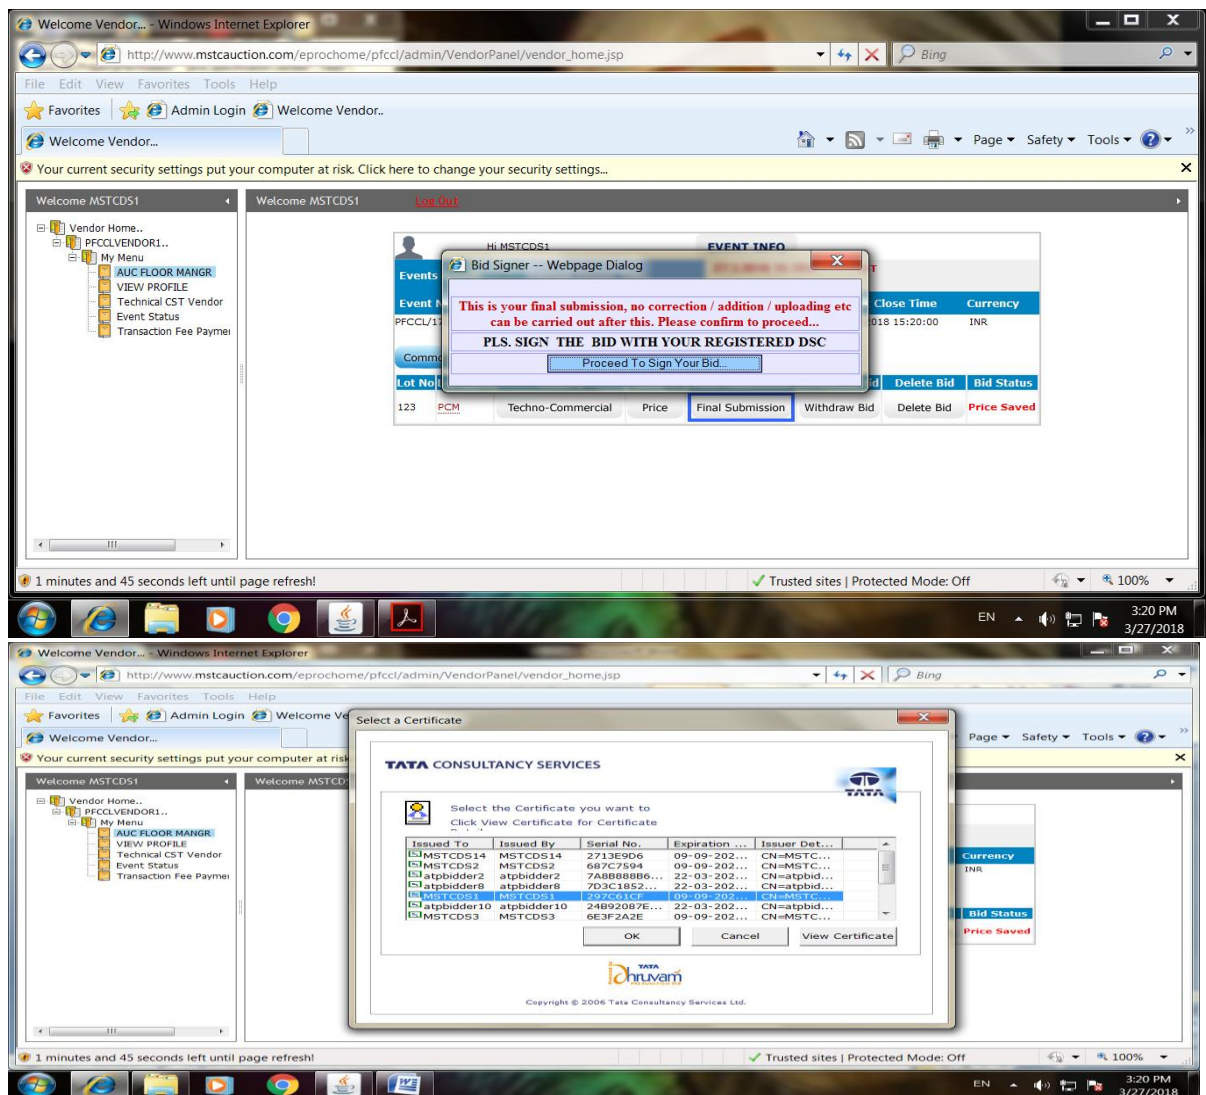 Welcome Vendor... - Windows Internet Explorer
http://www.mstcauction.com/eprochome/pfccl/admin/VendorPanel/vendor_home.jsp
Bing
File Edit View Favorites Tools Help
Favorites Admin Login Welcome Vendor..
Welcome Vendor...
Page Safety Tools
Your current security settings put your computer at risk. Click here to change your security settings...
Welcome MSTCDS1
Welcome MSTCDS1 Log Out
Vendor Home..
PFCCLVENDOR1..
My Menu
AUC FLOOR MANGR
VIEW PROFILE
Technical CST Vendor
Event Status
Transaction Fee Paymer
Hi MSTCDS1 EVENT INFO
Bid Signer -- Webpage Dialog
Events
Event Close Time Currency
PFCCL/1 018 15:20:00 INR
This is your final submission, no correction / addition / uploading etc
can be carried out after this. Please confirm to proceed...
PLS. SIGN THE BID WITH YOUR REGISTERED DSC
Proceed To Sign Your Bid...
Comm
Lot No Delete Bid Bid Status
123 PCM Techno-Commercial Price Final Submission Withdraw Bid Delete Bid Price Saved
1 minutes and 45 seconds left until page refresh!
Trusted sites | Protected Mode: Off
100%
EN
3:20 PM
3/27/2018
Welcome Vendor... - Windows Internet Explorer
http://www.mstcauction.com/eprochome/pfccl/admin/VendorPanel/vendor_home.jsp
Bing
File Edit View Favorites Tools Help
Favorites Admin Login Welcome Ve
Welcome Vendor...
Page Safety Tools
Your current security settings put your computer at risk
Welcome MSTCDS1
Welcome MSTCD
Vendor Home..
PFCCLVENDOR1..
My Menu
AUC FLOOR MANGR
VIEW PROFILE
Technical CST Vendor
Event Status
Transaction Fee Paymer
Select a Certificate
TATA CONSULTANCY SERVICES
TATA
Select the Certificate you want to
Click View Certificate for Certificate
Issued To Issued By Serial No. Expiration ... Issuer Det...
MSTCDS14 MSTCDS14 2713E9D6 09-09-202... CN=MSTC...
MSTCDS2 MSTCDS2 687C7594 09-09-202... CN=MSTC...
atpbidder2 atpbidder2 7A8B888B6... 22-03-202... CN=atpbid...
atpbidder8 atpbidder8 7D3C1852... 22-03-202... CN=atpbid...
MSTCDS1 MSTCDS1 297C61CF 09-09-202... CN=MSTC...
atpbidder10 atpbidder10 24B92087E... 22-03-202... CN=atpbid...
MSTCDS3 MSTCDS3 6E3F2A2E 09-09-202... CN=MSTC...
OK Cancel View Certificate
TATA
Dhruvam
Copyright © 2006 Tata Consultancy Services Ltd.
Currency
INR
Bid Status
Price Saved
1 minutes and 45 seconds left until page refresh!
Trusted sites | Protected Mode: Off
100%
EN
3:20 PM
3/27/2018